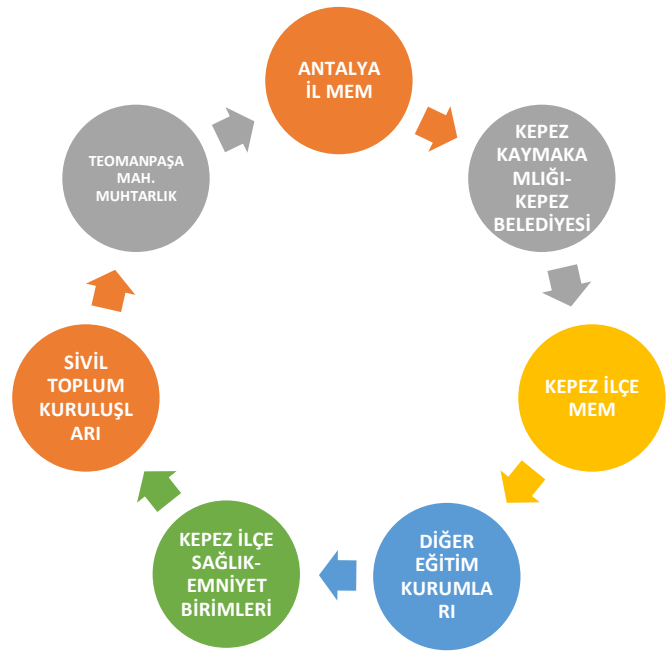 ANTALYA
İL MEM
KEPEZ
KAYMAKA
MLIĞI-
KEPEZ
BELEDİYESİ
KEPEZ İLÇE
MEM
DİĞER
EĞİTİM
KURUMLA
RI
KEPEZ İLÇE
SAĞLIK-
EMNİYET
BİRİMLERİ
SİVİL
TOPLUM
KURULUŞL
ARI
TEOMANPAŞA
MAH.
MUHTARLIK